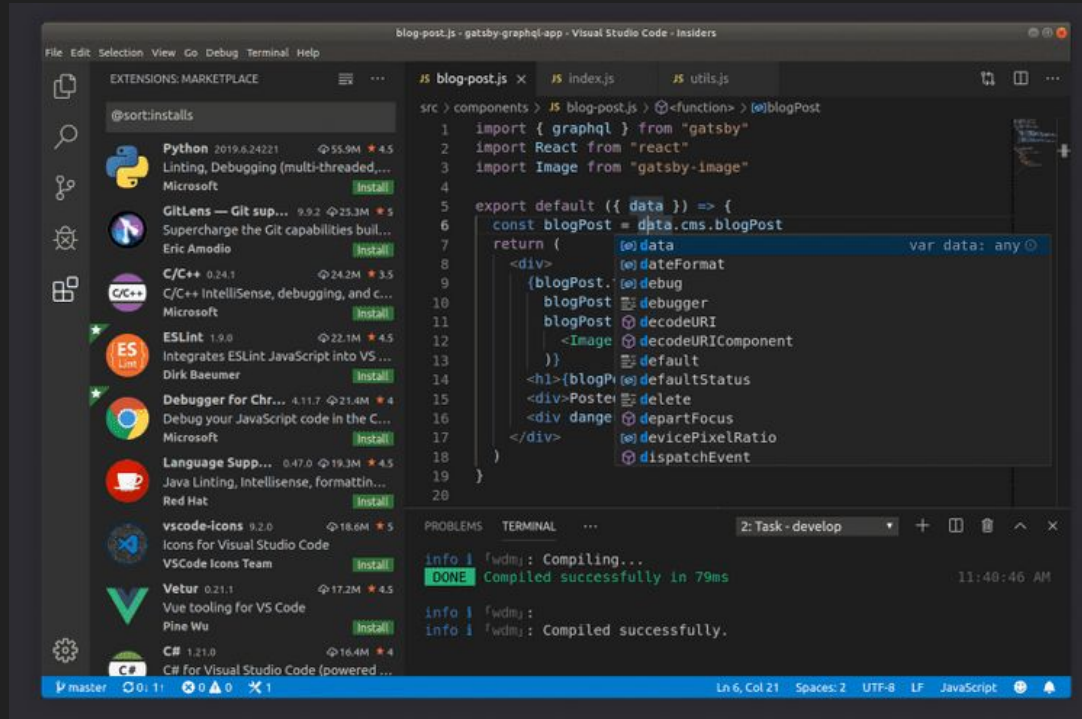 blog-post.js - gatsby-graphql-app - Visual Studio Code - Insiders
File Edit Selection View Go Debug Terminal Help
EXTENSIONS: MARKETPLACE
@sort:installs
Python 2019.6.24221 55.9M ★ 4.5
Linting, Debugging (multi-threaded,...
Microsoft Install
GitLens — Git sup... 9.9.2 25.3M ★ 5
Supercharge the Git capabilities buil...
Eric Amodio Install
C/C++ 0.24.1 24.2M ★ 3.5
C/C++ C/C++ IntelliSense, debugging, and c...
Microsoft Install
ESLint 1.9.0 22.1M ★ 4.5
ES Lint Integrates ESLint JavaScript into VS ...
Dirk Baeumer Install
Debugger for Chr... 4.11.7 21.4M ★ 4
Debug your JavaScript code in the C...
Microsoft Install
Language Supp... 0.47.0 19.3M ★ 4.5
Java Linting, Intellisense, formattin...
Red Hat Install
vscode-icons 9.2.0 18.6M ★ 5
Icons for Visual Studio Code
VSCode Icons Team Install
Vetur 0.21.1 17.2M ★ 4.5
Vue tooling for VS Code
Pine Wu Install
C# 1.21.0 16.4M ★ 4
C# C# for Visual Studio Code (powered ...
JS blog-post.js × JS index.js JS utils.js ...
src > components > JS blog-post.js > <function> > blogPost
1 import { graphql } from "gatsby"
2 import React from "react"
3 import Image from "gatsby-image"
4
5 export default ({ data }) => {
6 const blogPost = data.cms.blogPost
7 return (
8 <div>
9 {blogPost.
10 blogPost
11 blogPost
12 <Image
13 )}
14 <h1>{blogP
15 <div>Poste
16 <div dange
17 </div>
18 )
19 }
20
data var data: any
dateFormat
debug
debugger
decodeURI
decodeURIComponent
default
defaultStatus
delete
departFocus
devicePixelRatio
dispatchEvent
PROBLEMS TERMINAL ... 2: Task - develop
info i ｢wdm｣: Compiling...
DONE Compiled successfully in 79ms 11:40:46 AM
info i ｢wdm｣:
info i ｢wdm｣: Compiled successfully.
master 0↓ 1↑ 0 0 1 Ln 6, Col 21 Spaces: 2 UTF-8 LF JavaScript